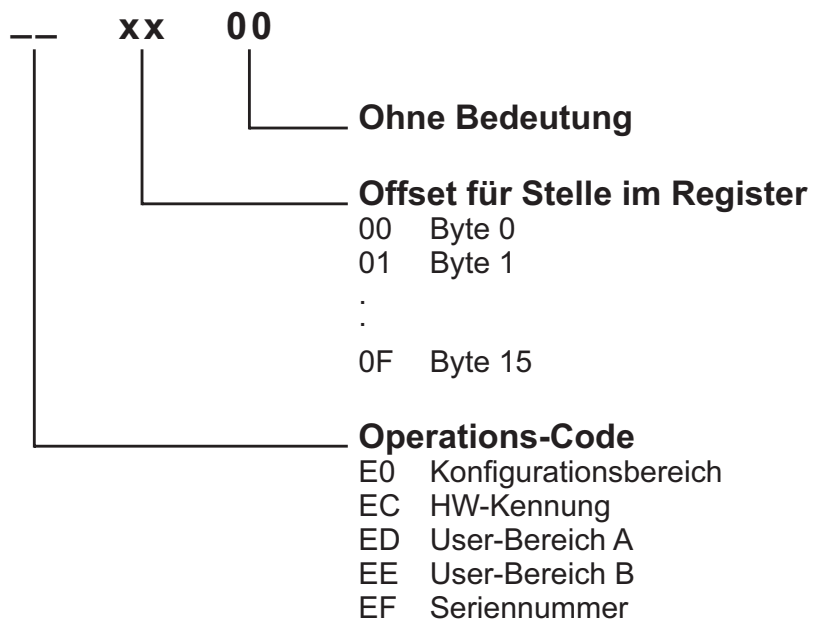 __ xx 00
Ohne Bedeutung
Offset für Stelle im Register
00 Byte 0
01 Byte 1
.
.
0F Byte 15
Operations-Code
E0 Konfigurationsbereich
EC HW-Kennung
ED User-Bereich A
EE User-Bereich B
EF Seriennummer